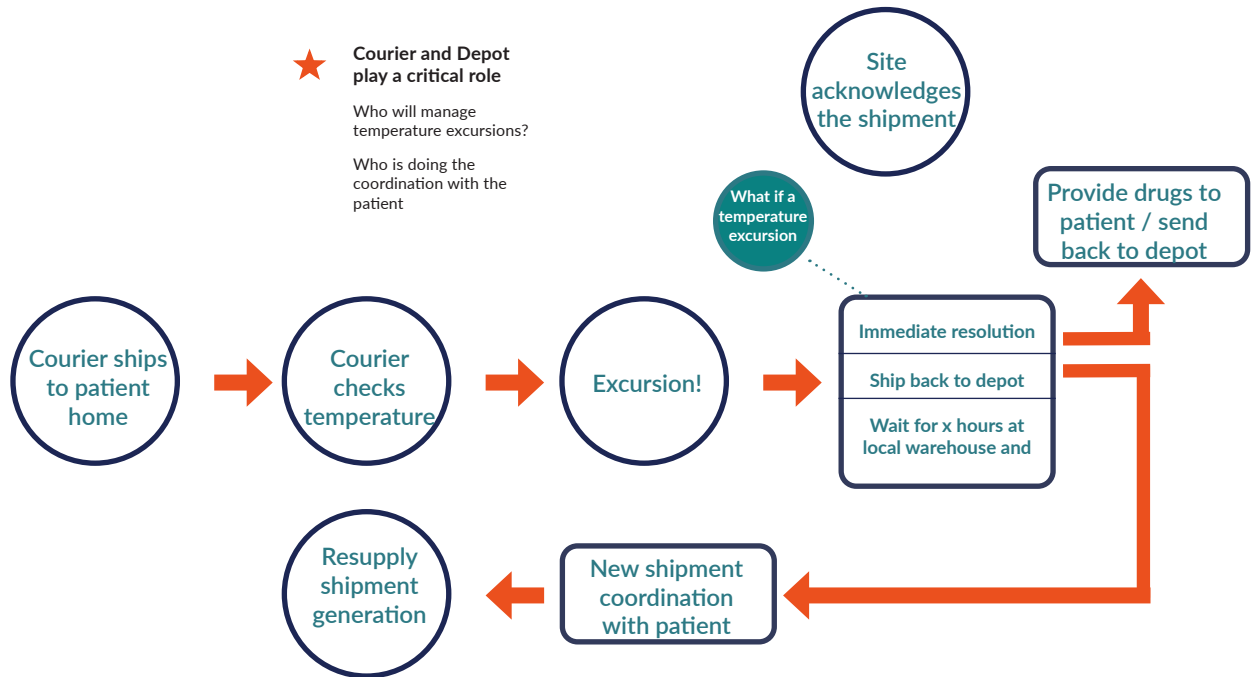 Courier and Depot
play a critical role
Who will manage
temperature excursions?
Who is doing the
coordination with the
patient
Site
acknowledges
the shipment
What if a
temperature
excursion
Provide drugs to
patient / send
back to depot
Courier ships
to patient
home
Courier
checks
temperature
Excursion!
Immediate resolution
Ship back to depot
Wait for x hours at
local warehouse and
Resupply
shipment
generation
New shipment
coordination
with patient